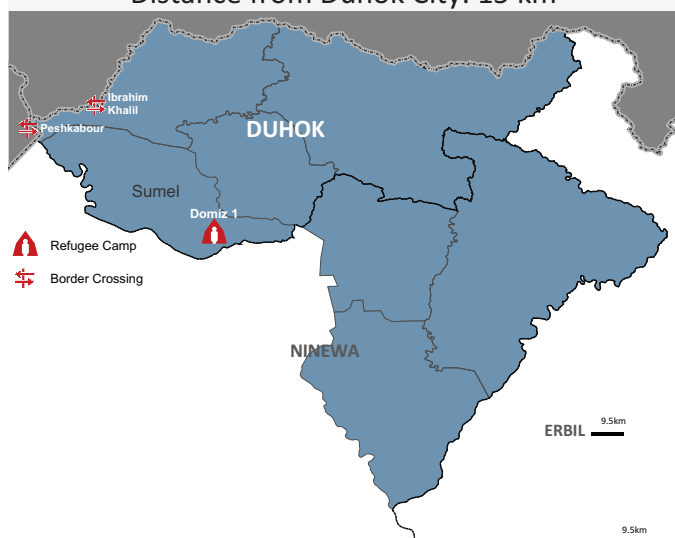 Distance from Duhok City: 15 km
Ibrahim
Khalil
Peshkabour
DUHOK
Sumel
Domiz 1
Refugee Camp
Border Crossing
NINEWA
ERBIL
9.5km
9.5km